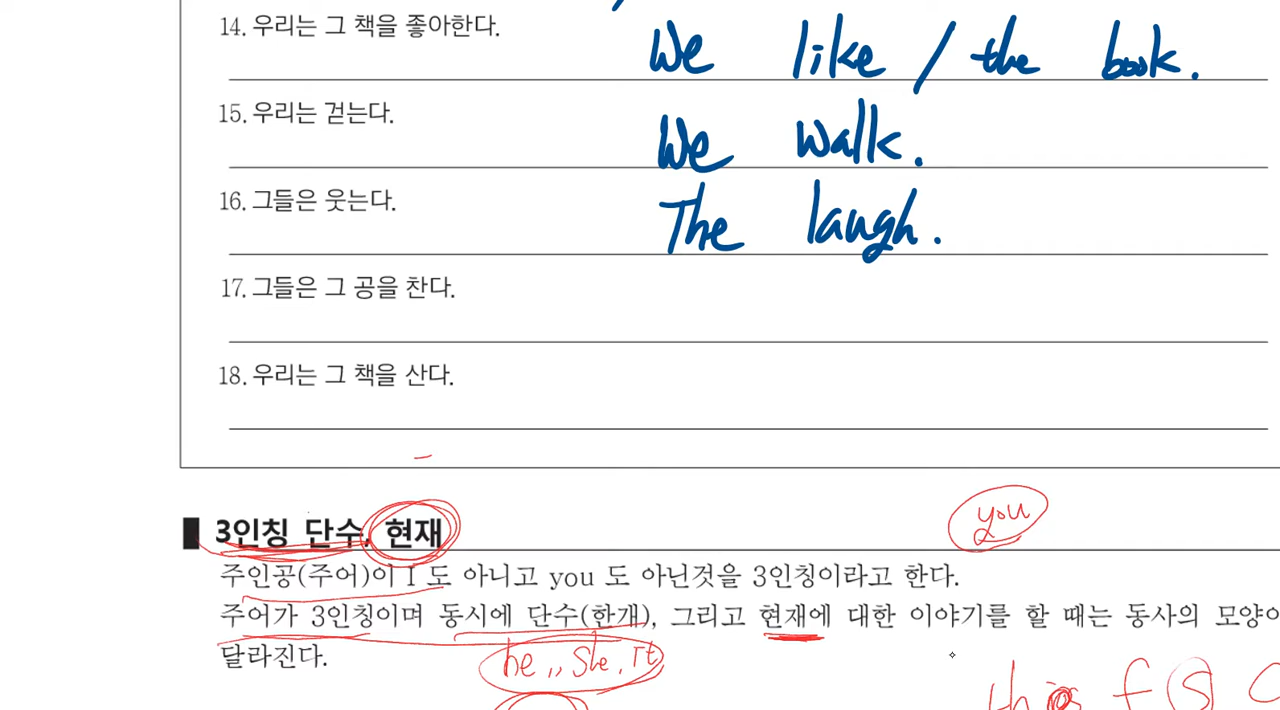 14. 우리는 그 책을 좋아한다.
We like / the book.
15. 우리는 걷는다.
We walk.
16. 그들은 웃는다.
The laugh.
17. 그들은 그 공을 찬다.
18. 우리는 그 책을 산다.
3인칭 단수, 현재
you
주인공(주어)이 I 도 아니고 you 도 아닌것을 3인칭이라고 한다.
주어가 3인칭이며 동시에 단수(한개), 그리고 현재에 대한 이야기를 할 때는 동사의 모양이
달라진다.
he,, She, It